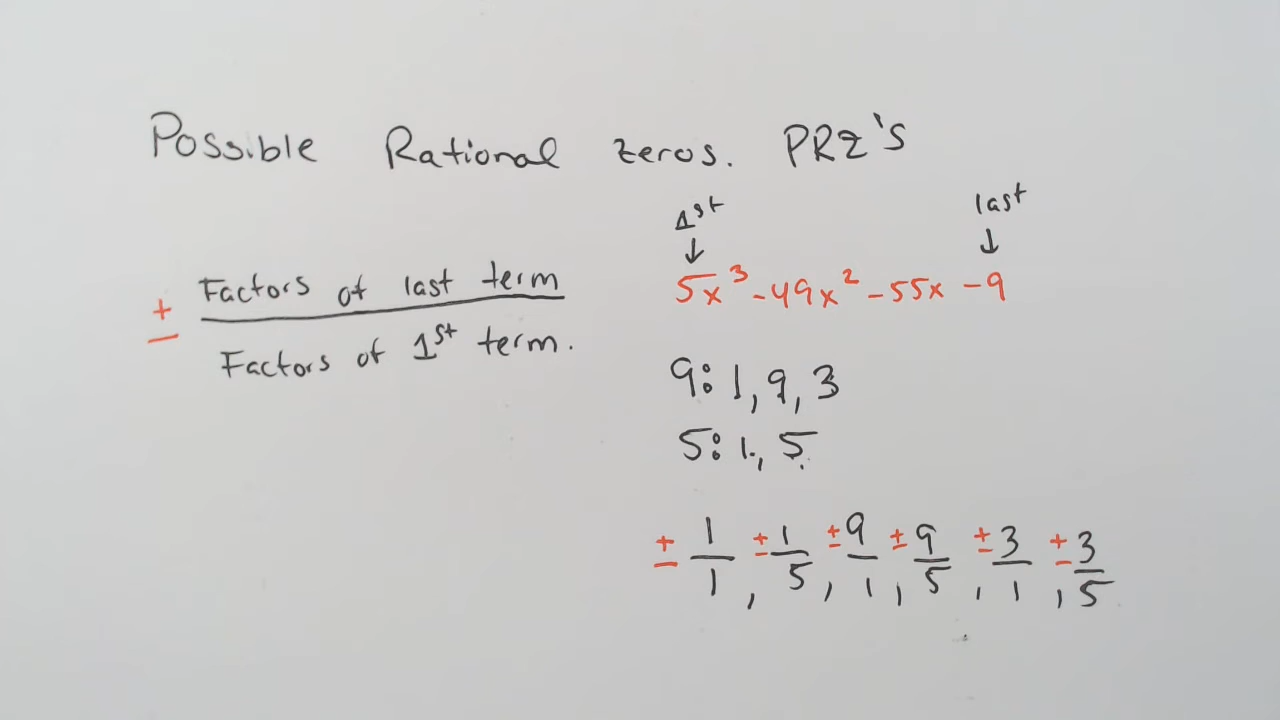 Possible Rational zeros. PRZ's
1st last
↓ ↓
± Factors of last term / Factors of 1st term.
5x³ - 49x² - 55x - 9
9: 1, 9, 3
5: 1, 5
± 1/1, ± 1/5, ± 9/1, ± 9/5, ± 3/1, ± 3/5